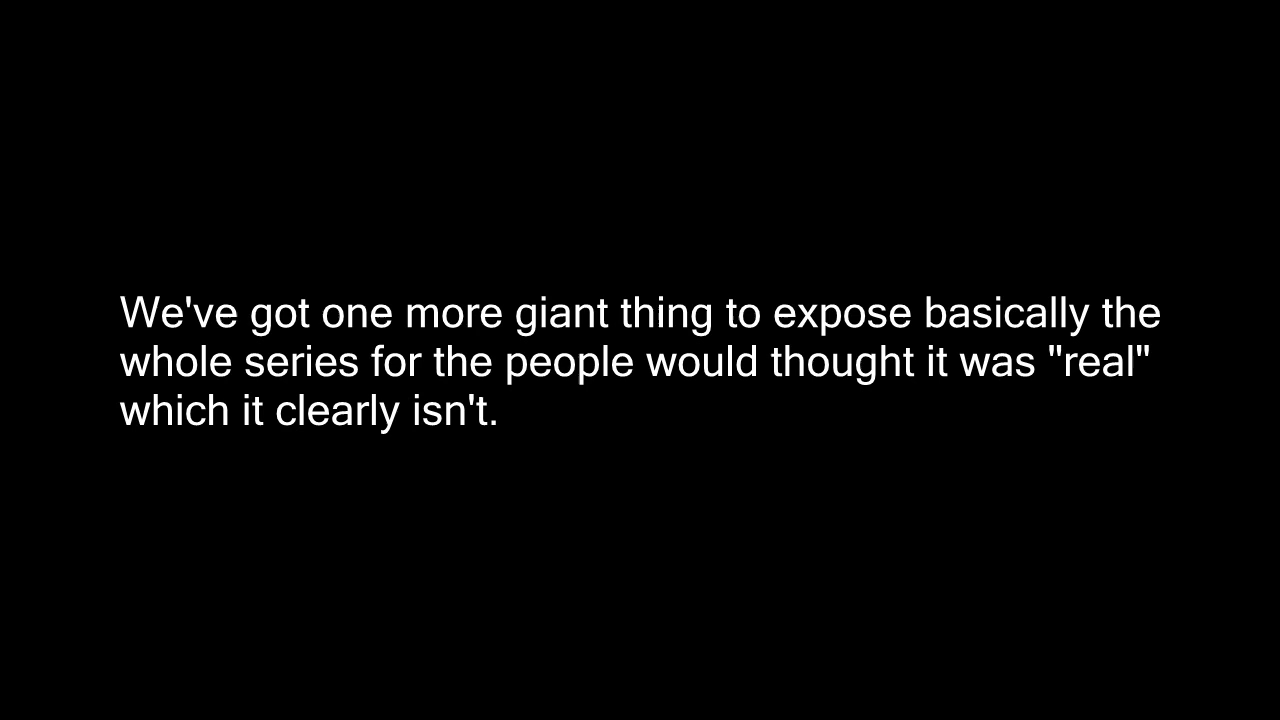 We've got one more giant thing to expose basically the
whole series for the people would thought it was "real"
which it clearly isn't.